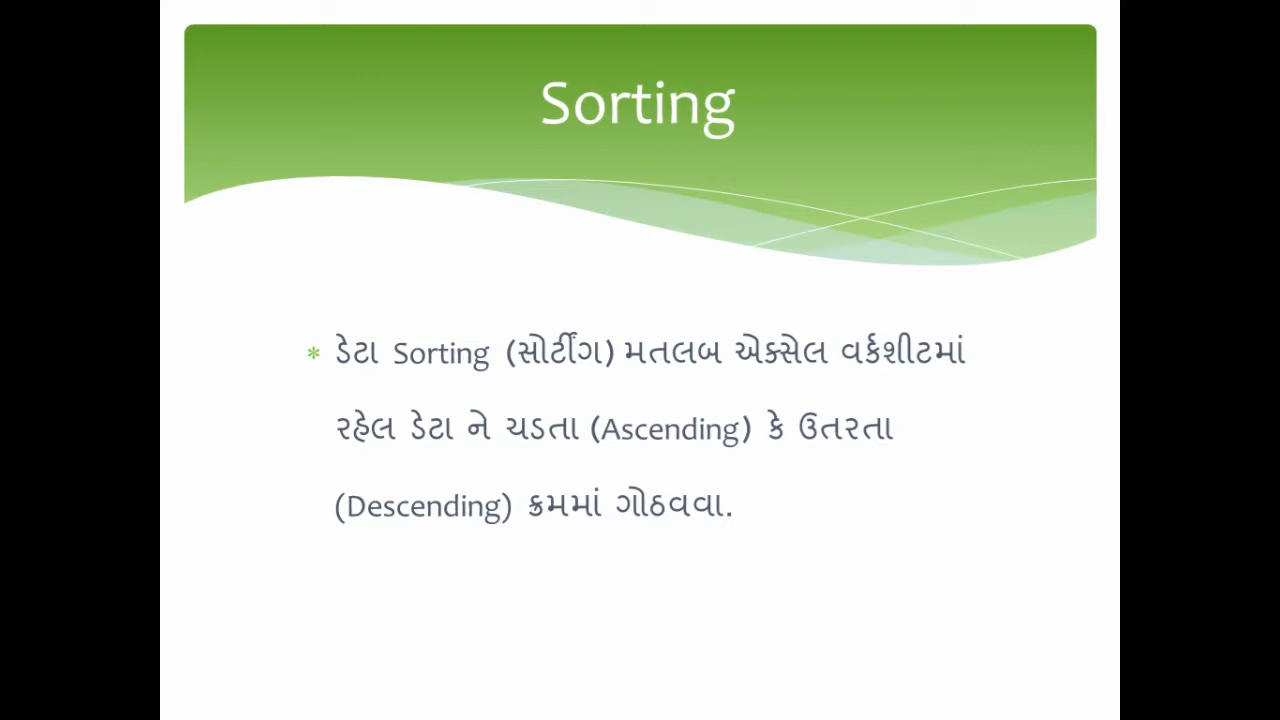 Sorting
* ડેટા Sorting (સોર્ટીંગ) મતલબ એક્સેલ વર્કશીટમાં
રહેલ ડેટા ને ચડતા (Ascending) કે ઉતરતા
(Descending) ક્રમમાં ગોઠવવા.